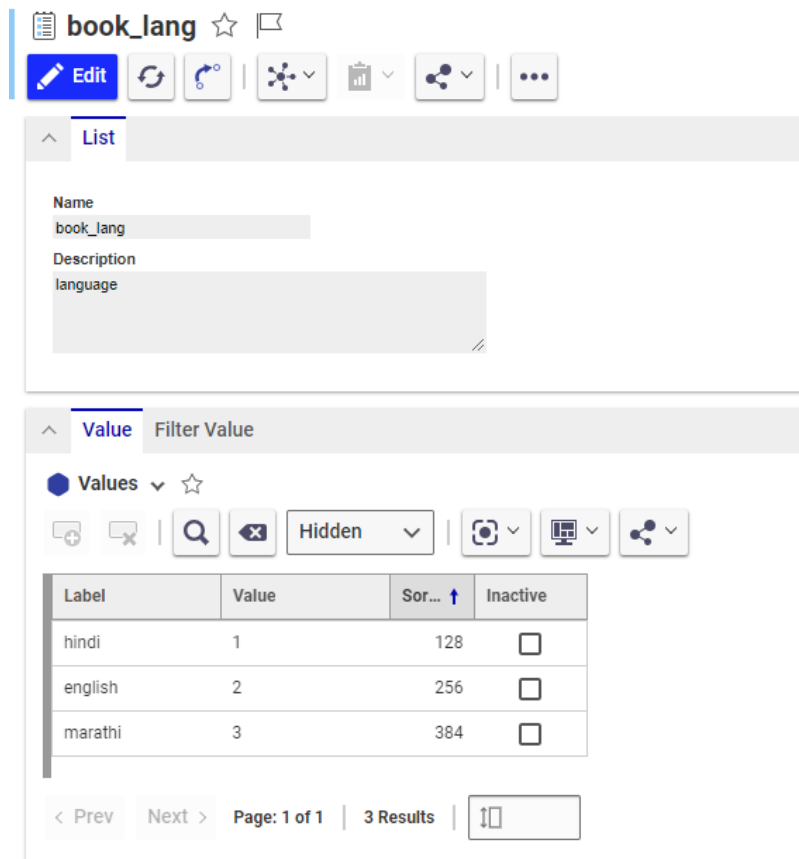 book_lang
Edit
List
Name
book_lang
Description
language
Value Filter Value
Values
Hidden
Label Value Sor... Inactive
hindi 1 128
english 2 256
marathi 3 384
< Prev Next > Page: 1 of 1 3 Results